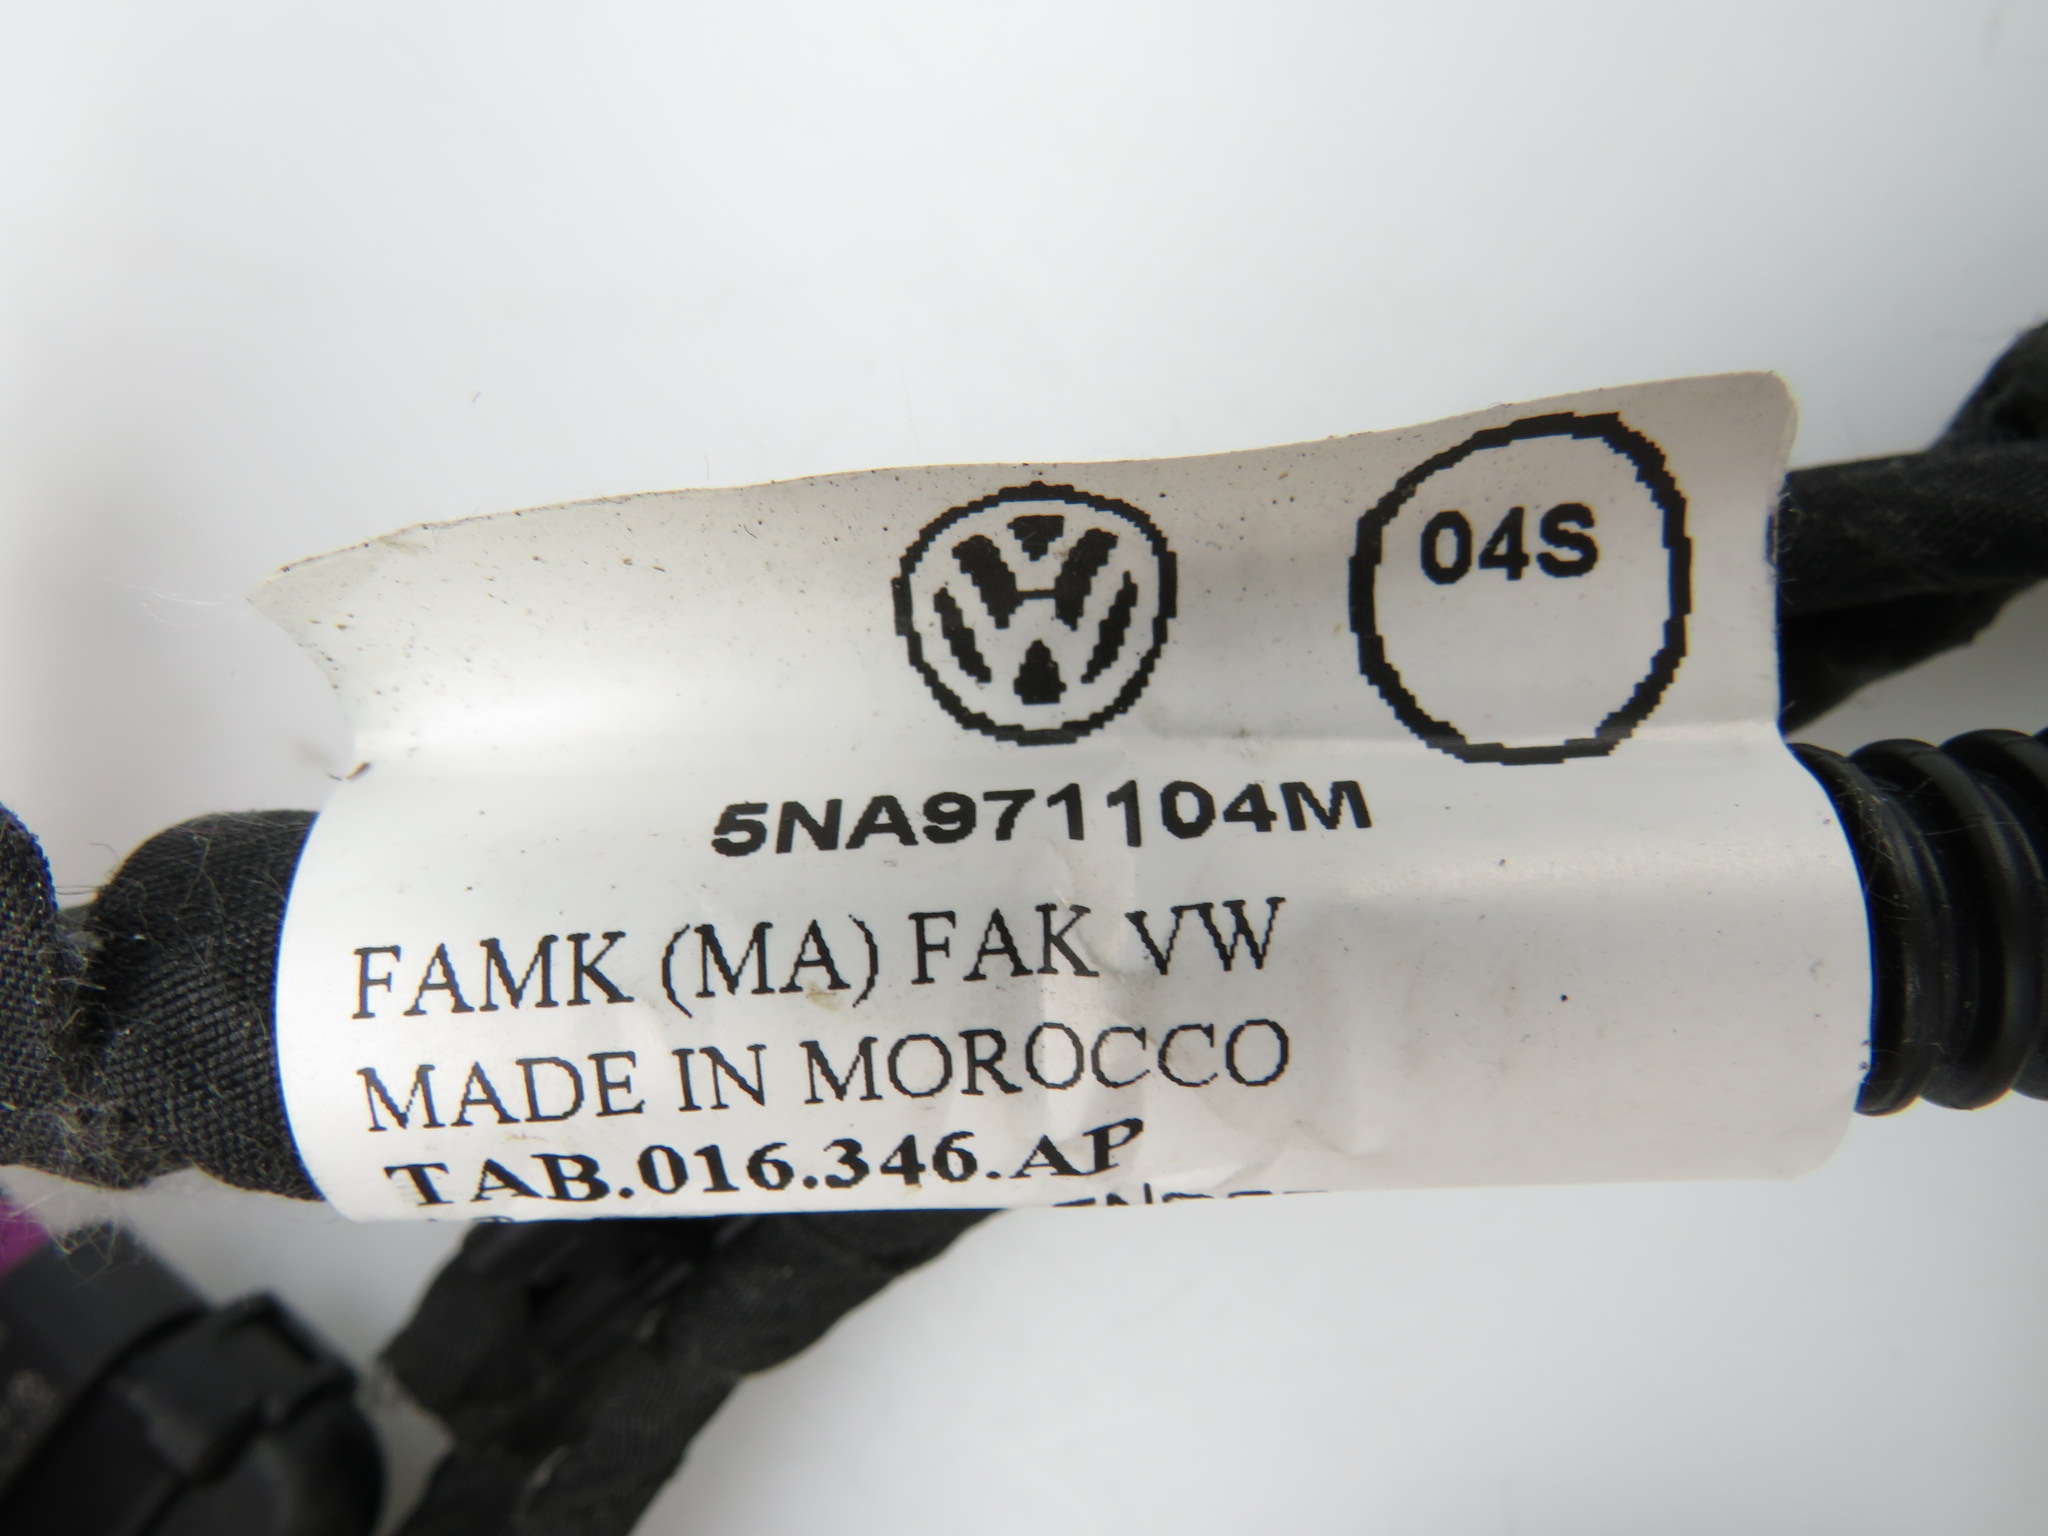 04S
5NA971104M
FAMK (MA) FAK VW
MADE IN MOROCCO
TAB.016.346.AP